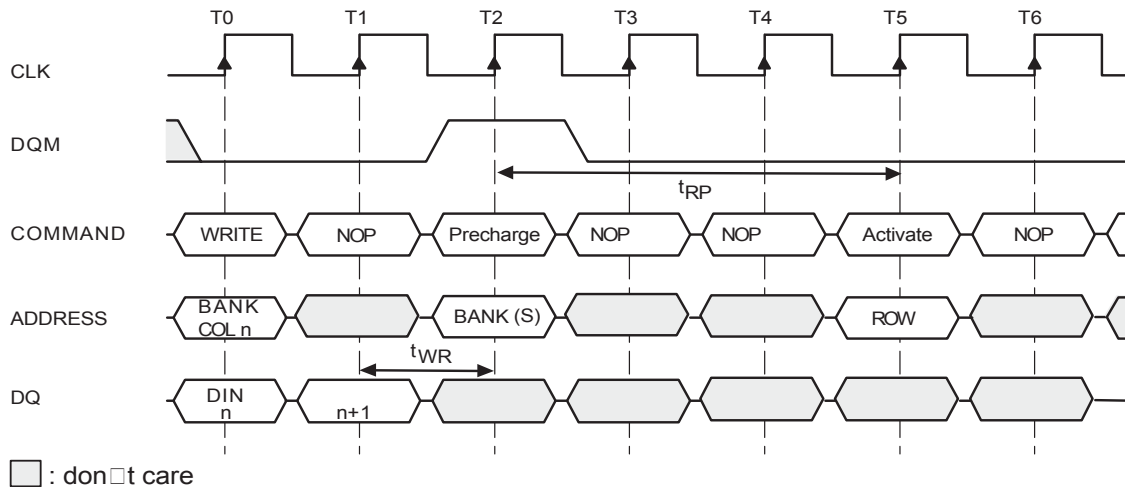 T0 T1 T2 T3 T4 T5 T6
CLK
DQM
tRP
COMMAND WRITE NOP Precharge NOP NOP Activate NOP
ADDRESS BANK COL n BANK (S) ROW
tWR
DQ DIN n n+1
: don□t care